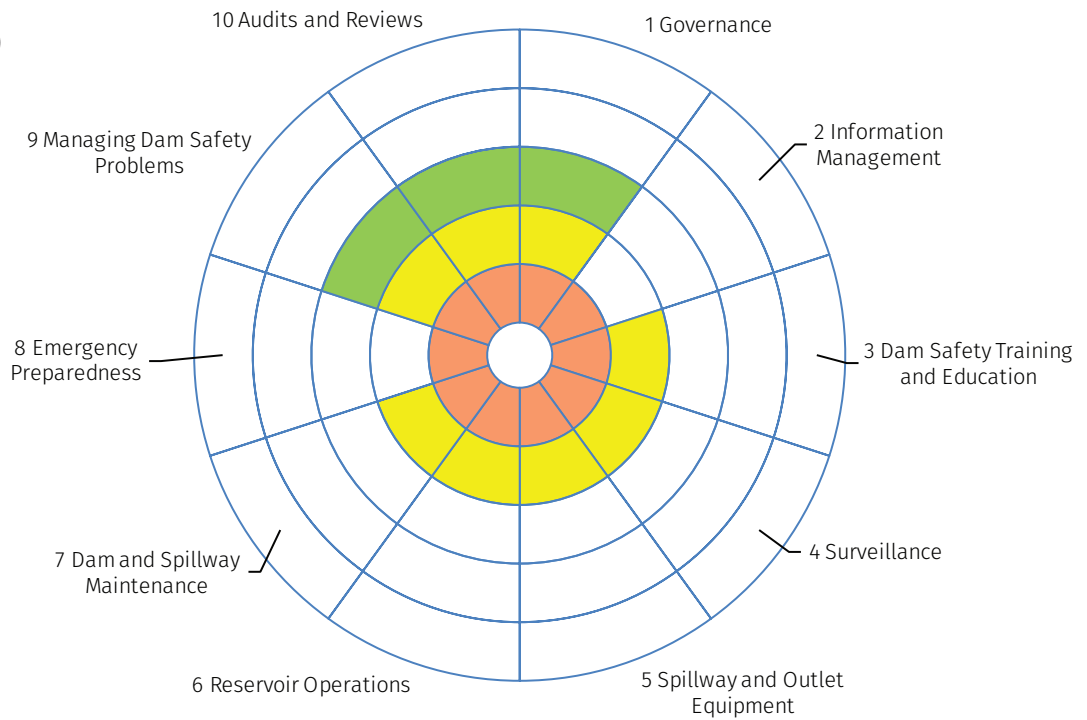 10 Audits and Reviews
1 Governance
2 Information
Management
3 Dam Safety Training
and Education
4 Surveillance
5 Spillway and Outlet
Equipment
6 Reservoir Operations
7 Dam and Spillway
Maintenance
8 Emergency
Preparedness
9 Managing Dam Safety
Problems